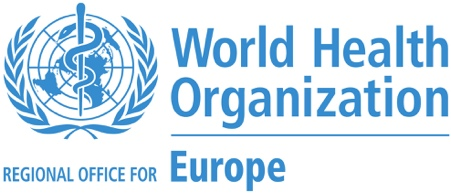 World Health
Organization
REGIONAL OFFICE FOR Europe